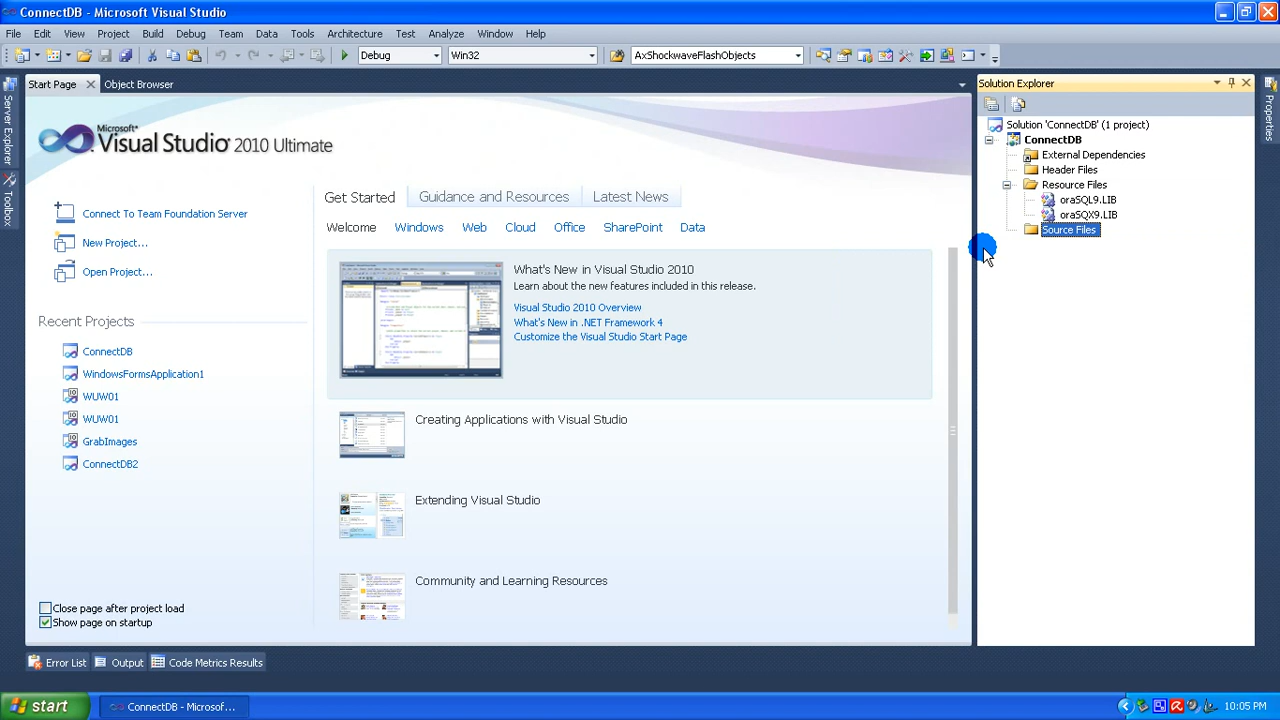 ConnectDB - Microsoft Visual Studio
File Edit View Project Build Debug Team Data Tools Architecture Test Analyze Window Help
Debug Win32 AxShockwaveFlashObjects
Start Page Object Browser
Server Explorer
Toolbox
Microsoft®
Visual Studio® 2010 Ultimate
Connect To Team Foundation Server
New Project...
Open Project...
Recent Projects
ConnectDB
WindowsFormsApplication1
WUW01
WUW01
GrabImages
ConnectDB2
Close page after project load
Show page on startup
Get Started Guidance and Resources Latest News
Welcome Windows Web Cloud Office SharePoint Data
What's New in Visual Studio 2010
Learn about the new features included in this release.
Visual Studio 2010 Overview
What's New in .NET Framework 4
Customize the Visual Studio Start Page
Creating Applications with Visual Studio
Extending Visual Studio
Community and Learning Resources
Solution Explorer
Solution 'ConnectDB' (1 project)
ConnectDB
External Dependencies
Header Files
Resource Files
oraSQL9.LIB
oraSQX9.LIB
Source Files
Properties
Error List Output Code Metrics Results
start ConnectDB - Microsof... 10:05 PM